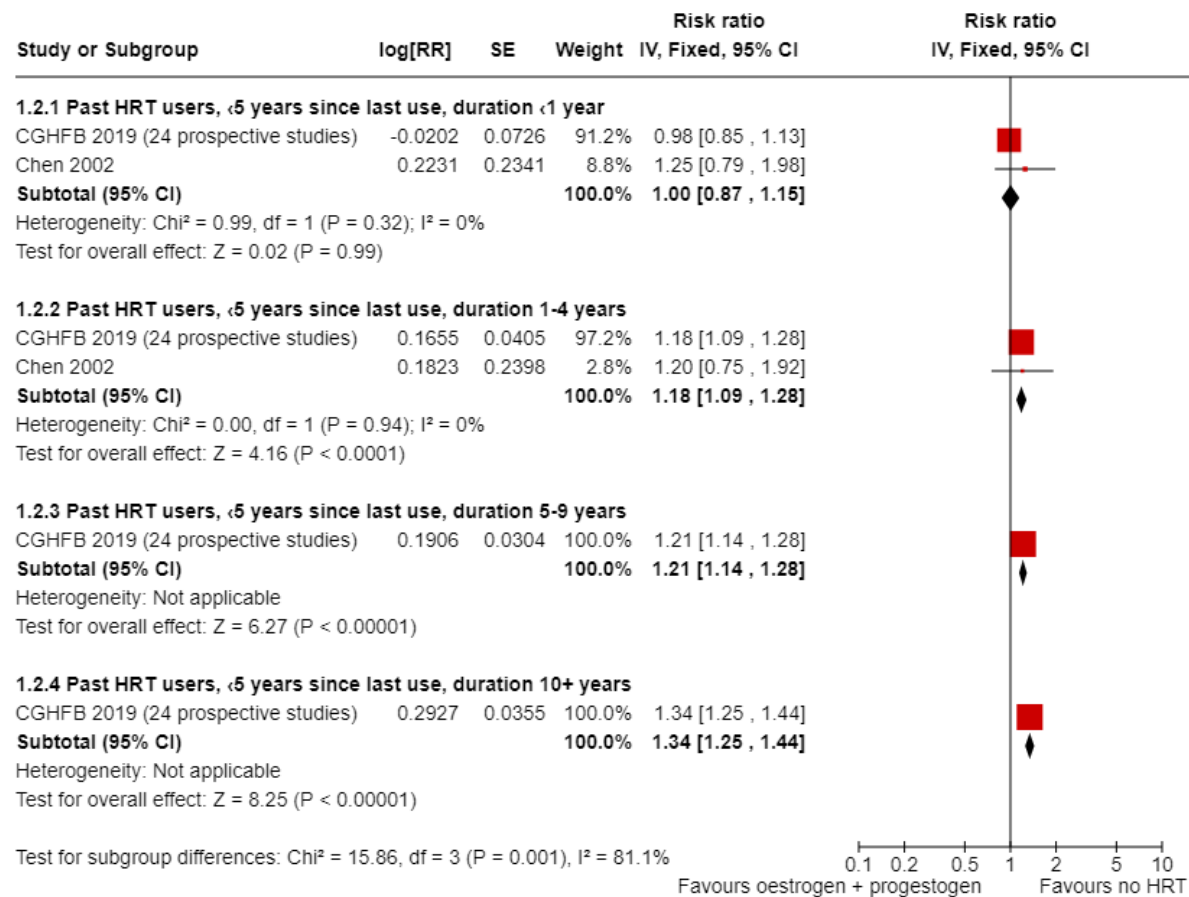 Risk ratio Risk ratio
Study or Subgroup log[RR] SE Weight IV, Fixed, 95% CI IV, Fixed, 95% CI
1.2.1 Past HRT users, <5 years since last use, duration <1 year
CGHFB 2019 (24 prospective studies) -0.0202 0.0726 91.2% 0.98 [0.85 , 1.13]
Chen 2002 0.2231 0.2341 8.8% 1.25 [0.79 , 1.98]
Subtotal (95% CI) 100.0% 1.00 [0.87 , 1.15]
Heterogeneity: Chi² = 0.99, df = 1 (P = 0.32); I² = 0%
Test for overall effect: Z = 0.02 (P = 0.99)
1.2.2 Past HRT users, <5 years since last use, duration 1-4 years
CGHFB 2019 (24 prospective studies) 0.1655 0.0405 97.2% 1.18 [1.09 , 1.28]
Chen 2002 0.1823 0.2398 2.8% 1.20 [0.75 , 1.92]
Subtotal (95% CI) 100.0% 1.18 [1.09 , 1.28]
Heterogeneity: Chi² = 0.00, df = 1 (P = 0.94); I² = 0%
Test for overall effect: Z = 4.16 (P < 0.0001)
1.2.3 Past HRT users, <5 years since last use, duration 5-9 years
CGHFB 2019 (24 prospective studies) 0.1906 0.0304 100.0% 1.21 [1.14 , 1.28]
Subtotal (95% CI) 100.0% 1.21 [1.14 , 1.28]
Heterogeneity: Not applicable
Test for overall effect: Z = 6.27 (P < 0.00001)
1.2.4 Past HRT users, <5 years since last use, duration 10+ years
CGHFB 2019 (24 prospective studies) 0.2927 0.0355 100.0% 1.34 [1.25 , 1.44]
Subtotal (95% CI) 100.0% 1.34 [1.25 , 1.44]
Heterogeneity: Not applicable
Test for overall effect: Z = 8.25 (P < 0.00001)
Test for subgroup differences: Chi² = 15.86, df = 3 (P = 0.001), I² = 81.1%
0.1 0.2 0.5 1 2 5 10
Favours oestrogen + progestogen Favours no HRT